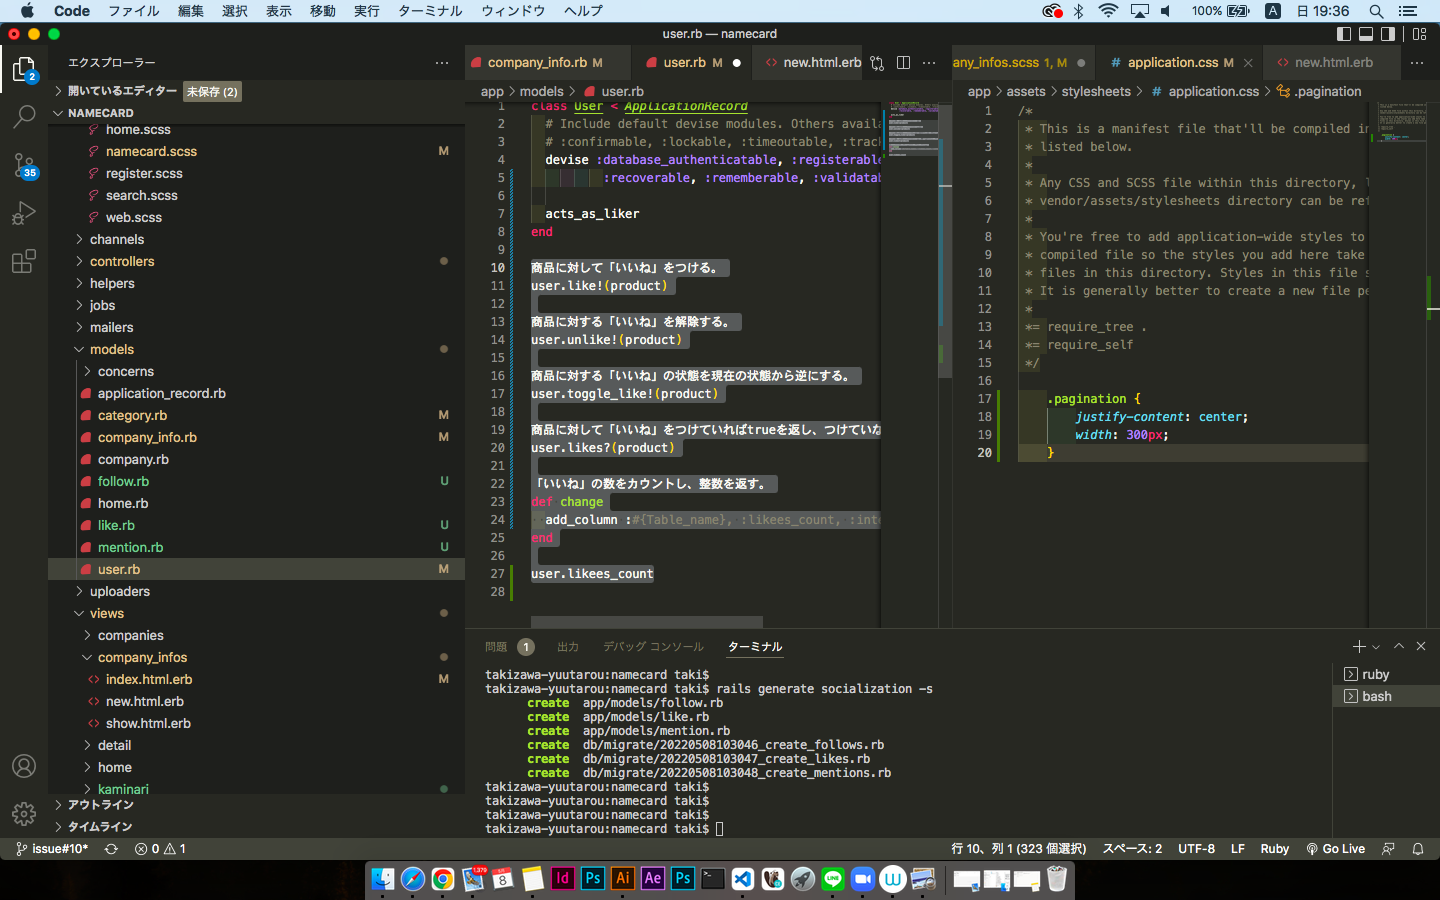 Code ファイル 編集 選択 表示 移動 実行 ターミナル ウィンドウ ヘルプ 100% A 日 19:36
user.rb — namecard
エクスプローラー
開いているエディター 未保存 (2)
NAMECARD
home.scss
namecard.scss M
register.scss
search.scss
web.scss
channels
controllers
helpers
jobs
mailers
models
concerns
application_record.rb
category.rb M
company_info.rb M
company.rb
follow.rb U
home.rb
like.rb U
mention.rb U
user.rb M
uploaders
views
companies
company_infos
index.html.erb M
new.html.erb
show.html.erb
detail
home
kaminari
アウトライン
タイムライン
2
35
company_info.rb M user.rb M new.html.erb
app > models > user.rb
1 class User < ApplicationRecord
2 # Include default devise modules. Others availa
3 # :confirmable, :lockable, :timeoutable, :track
4 devise :database_authenticatable, :registerable
5 :recoverable, :rememberable, :validatab
6
7 acts_as_liker
8 end
9
10 商品に対して「いいね」をつける。
11 user.like!(product)
12
13 商品に対する「いいね」を解除する。
14 user.unlike!(product)
15
16 商品に対する「いいね」の状態を現在の状態から逆にする。
17 user.toggle_like!(product)
18
19 商品に対して「いいね」をつけていればtrueを返し、つけていな
20 user.likes?(product)
21
22 「いいね」の数をカウントし、整数を返す。
23 def change
24 add_column :#{Table_name}, :likees_count, :inte
25 end
26
27 user.likees_count
28
any_infos.scss 1, M application.css M new.html.erb
app > assets > stylesheets > # application.css > .pagination
1 /*
2 * This is a manifest file that'll be compiled in
3 * listed below.
4 *
5 * Any CSS and SCSS file within this directory, l
6 * vendor/assets/stylesheets directory can be ref
7 *
8 * You're free to add application-wide styles to
9 * compiled file so the styles you add here take
10 * files in this directory. Styles in this file s
11 * It is generally better to create a new file pe
12 *
13 *= require_tree .
14 *= require_self
15 */
16
17 .pagination {
18 justify-content: center;
19 width: 300px;
20 }
問題 1 出力 デバッグ コンソール ターミナル
takizawa-yuutarou:namecard taki$
takizawa-yuutarou:namecard taki$ rails generate socialization -s
create app/models/follow.rb
create app/models/like.rb
create app/models/mention.rb
create db/migrate/20220508103046_create_follows.rb
create db/migrate/20220508103047_create_likes.rb
create db/migrate/20220508103048_create_mentions.rb
takizawa-yuutarou:namecard taki$
takizawa-yuutarou:namecard taki$
takizawa-yuutarou:namecard taki$
takizawa-yuutarou:namecard taki$
ruby
bash
issue#10* 0 1 行 10、列 1 (323 個選択) スペース: 2 UTF-8 LF Ruby Go Live
1,379 8 Id Ps Ai Ae Ps LINE W